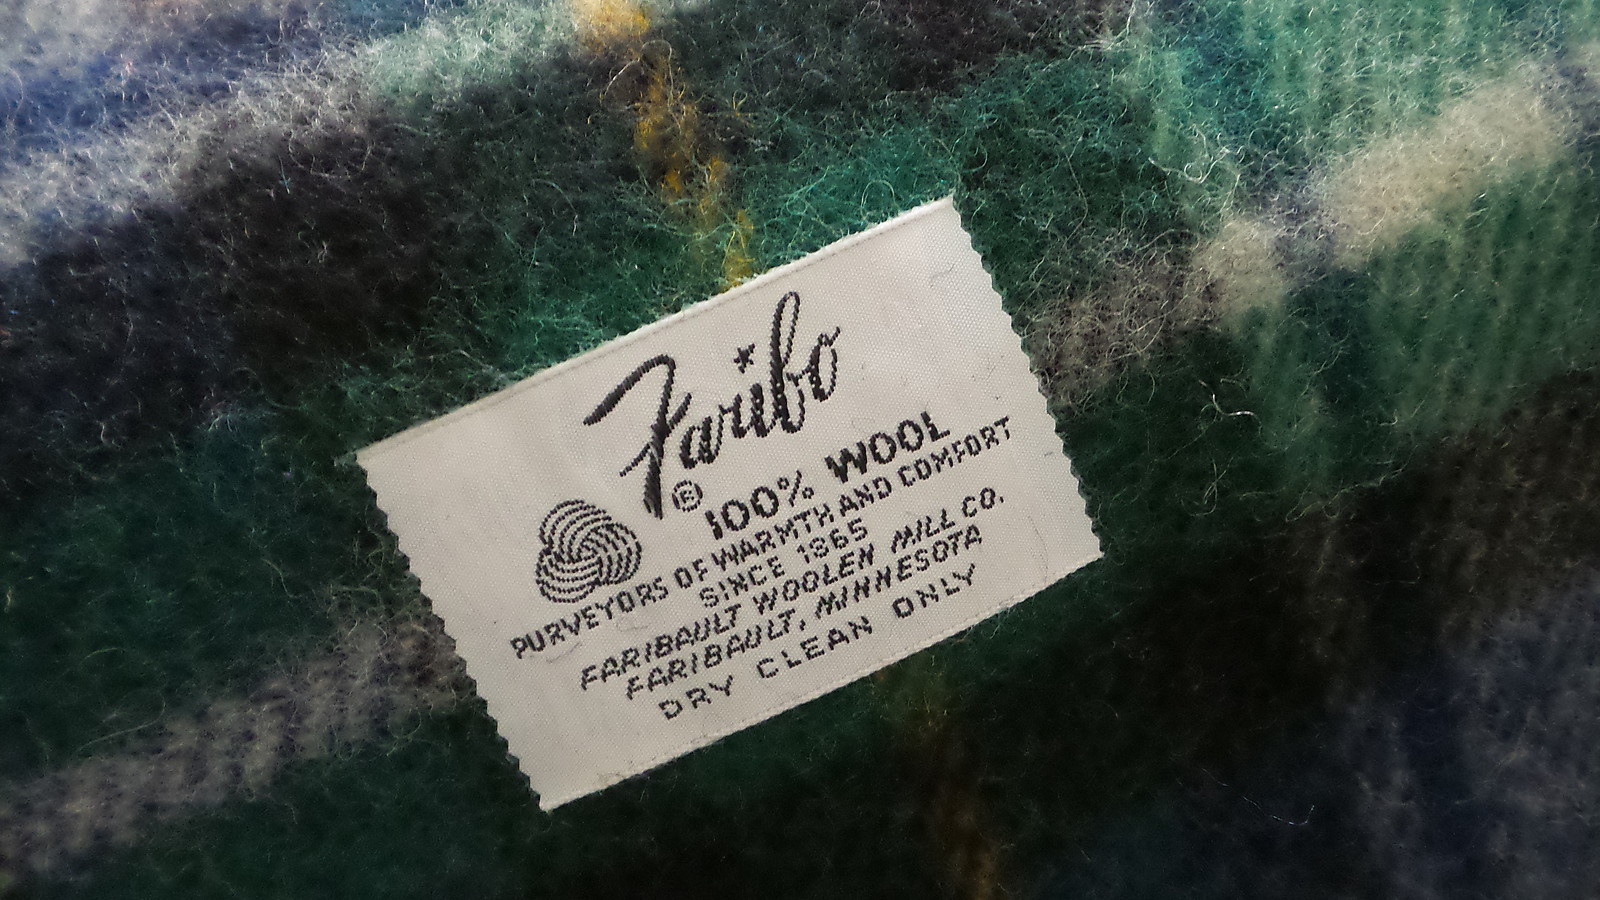 Faribo
® 100% WOOL
PURVEYORS OF WARMTH AND COMFORT
SINCE 1865
FARIBAULT WOOLEN MILL CO.
FARIBAULT, MINNESOTA
DRY CLEAN ONLY